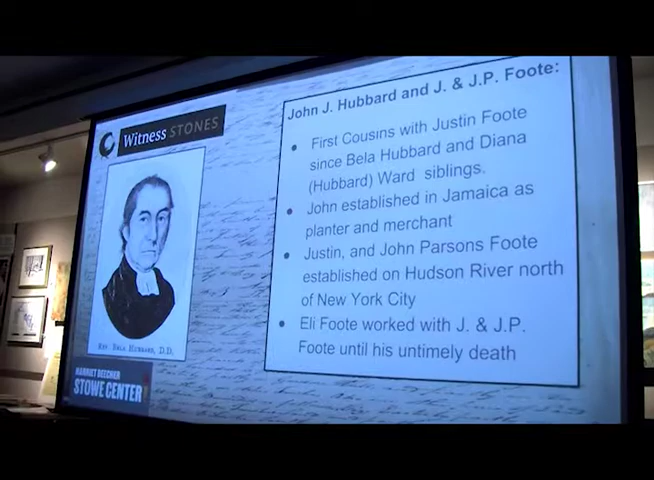 Witness STONES
REV. BELA HUBBARD, D.D.
HARRIET BEECHER
STOWE CENTER
John J. Hubbard and J. & J.P. Foote:
• First Cousins with Justin Foote
since Bela Hubbard and Diana
(Hubbard) Ward siblings.
• John established in Jamaica as
planter and merchant
• Justin, and John Parsons Foote
established on Hudson River north
of New York City
• Eli Foote worked with J. & J.P.
Foote until his untimely death